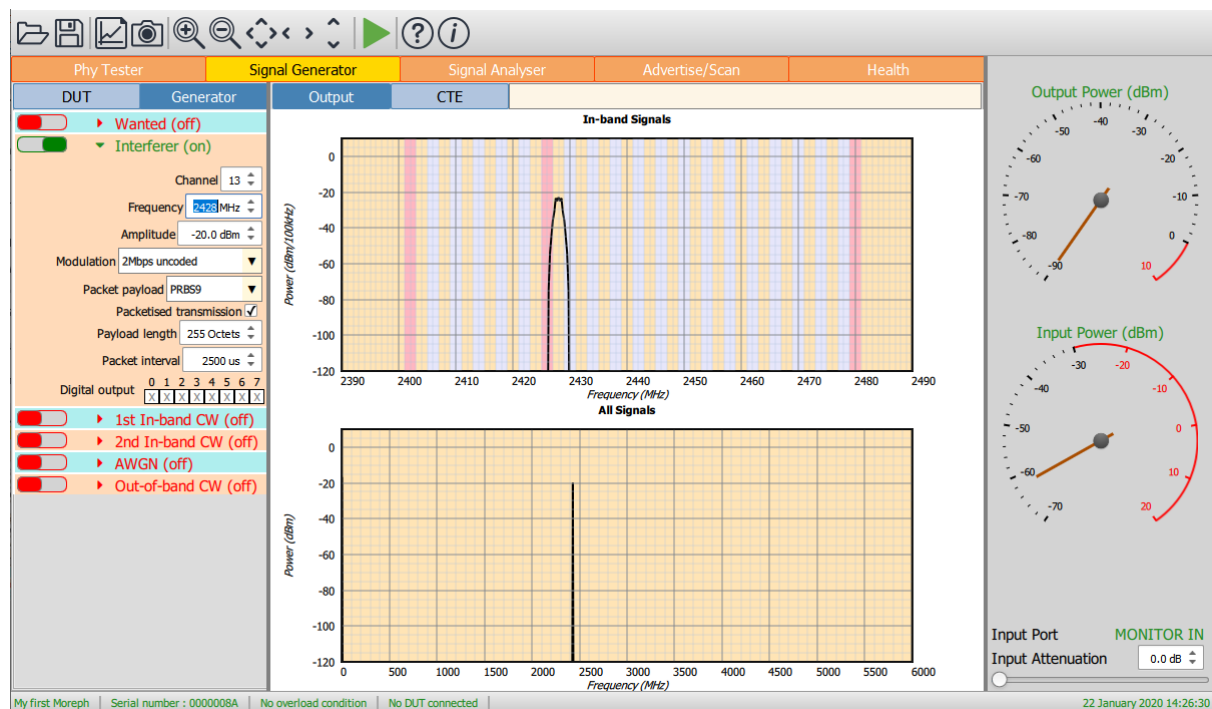 Phy Tester Signal Generator Signal Analyser Advertise/Scan Health
DUT Generator Output CTE
Wanted (off)
Interferer (on)
Channel 13
Frequency 2428 MHz
Amplitude -20.0 dBm
Modulation 2Mbps uncoded
Packet payload PRBS9
Packetised transmission
Payload length 255 Octets
Packet interval 2500 us
0 1 2 3 4 5 6 7
Digital output X X X X X X X X
1st In-band CW (off)
2nd In-band CW (off)
AWGN (off)
Out-of-band CW (off)
In-band Signals
Power (dBm/100kHz)
0
-20
-40
-60
-80
-100
-120
2390 2400 2410 2420 2430 2440 2450 2460 2470 2480 2490
Frequency (MHz)
All Signals
Power (dBm)
0
-20
-40
-60
-80
-100
-120
0 500 1000 1500 2000 2500 3000 3500 4000 4500 5000 5500 6000
Frequency (MHz)
Output Power (dBm)
-90 -80 -70 -60 -50 -40 -30 -20 -10 0 10
Input Power (dBm)
-70 -60 -50 -40 -30 -20 -10 0 10 20
Input Port MONITOR IN
Input Attenuation 0.0 dB
My first Moreph Serial number : 0000008A No overload condition No DUT connected 22 January 2020 14:26:30